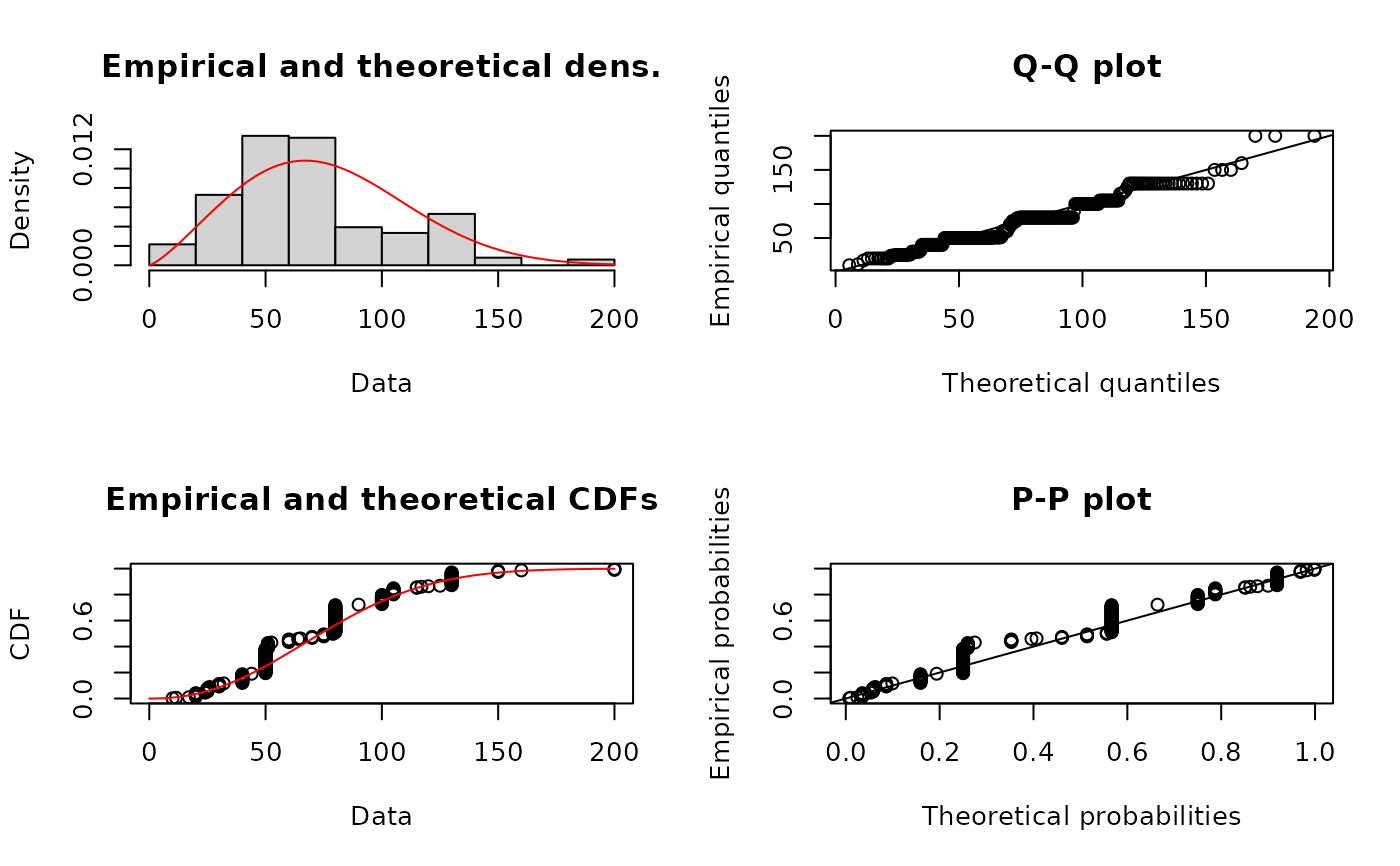 Empirical and theoretical dens.
Density
0.000
0.012
0 50 100 150 200
Data
Q-Q plot
Empirical quantiles
50
150
0 50 100 150 200
Theoretical quantiles
Empirical and theoretical CDFs
CDF
0.0
0.6
0 50 100 150 200
Data
P-P plot
Empirical probabilities
0.0
0.6
0.0 0.2 0.4 0.6 0.8 1.0
Theoretical probabilities